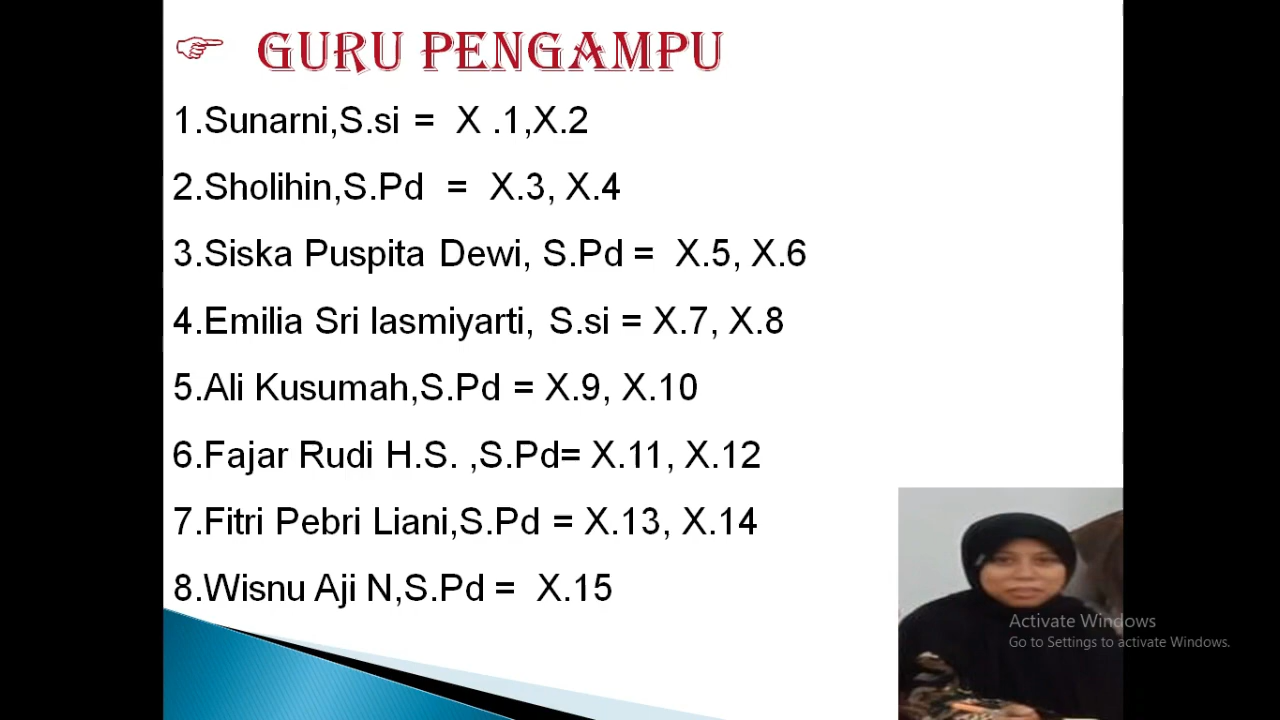 GURU PENGAMPU
1.Sunarni,S.si = X .1,X.2
2.Sholihin,S.Pd = X.3, X.4
3.Siska Puspita Dewi, S.Pd = X.5, X.6
4.Emilia Sri lasmiyarti, S.si = X.7, X.8
5.Ali Kusumah,S.Pd = X.9, X.10
6.Fajar Rudi H.S. ,S.Pd= X.11, X.12
7.Fitri Pebri Liani,S.Pd = X.13, X.14
8.Wisnu Aji N,S.Pd = X.15
Activate Windows
Go to Settings to activate Windows.